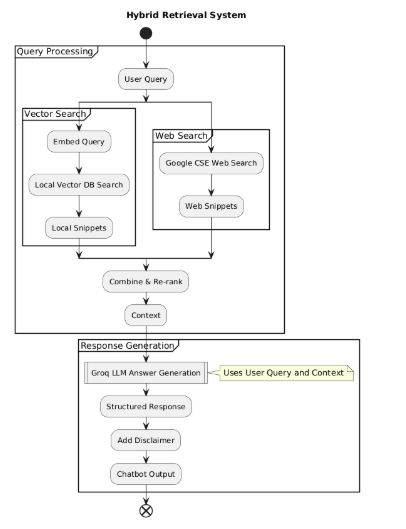 Hybrid Retrieval System
Query Processing
User Query
Vector Search
Embed Query
Local Vector DB Search
Local Snippets
Web Search
Google CSE Web Search
Web Snippets
Combine & Re-rank
Context
Response Generation
Groq LLM Answer Generation
Uses User Query and Context
Structured Response
Add Disclaimer
Chatbot Output